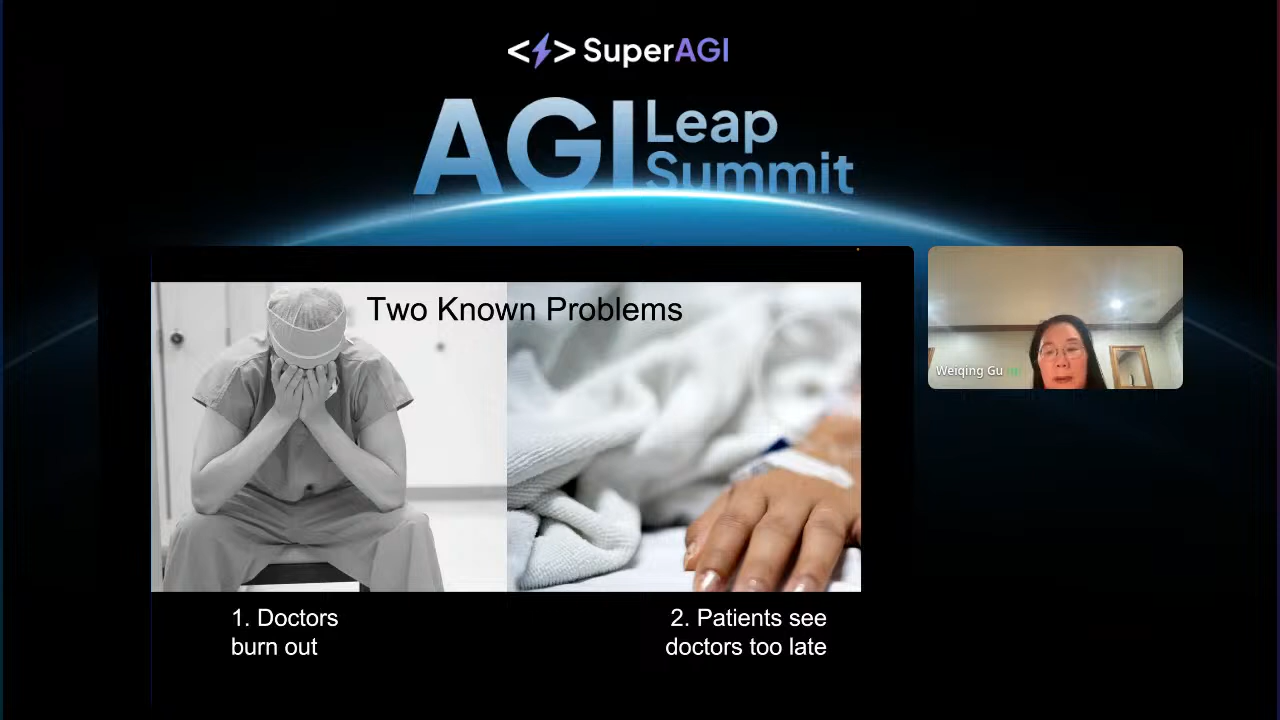 <⚡> SuperAGI
AGI Leap
Summit
Two Known Problems
Weiqing Gu
1. Doctors
burn out
2. Patients see
doctors too late